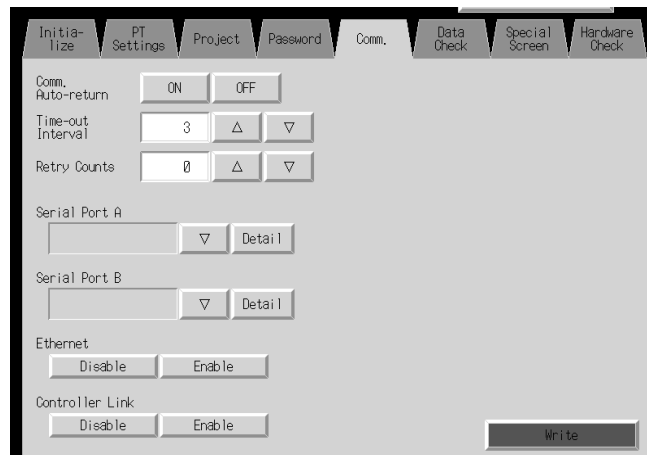 Initia-
lize
PT
Settings
Project
Password
Comm.
Data
Check
Special
Screen
Hardware
Check
Comm.
Auto-return
ON
OFF
Time-out
Interval
3
△
▽
Retry Counts
0
△
▽
Serial Port A
▽
Detail
Serial Port B
▽
Detail
Ethernet
Disable
Enable
Controller Link
Disable
Enable
Write